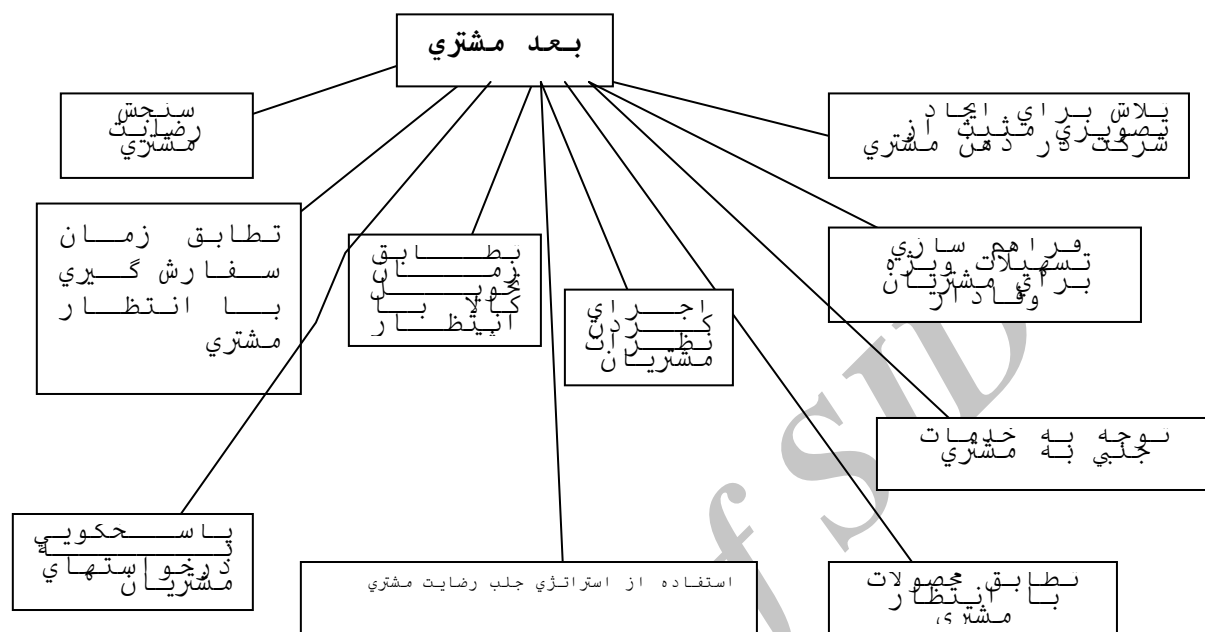 بعد مشتري
سنجش
رضايت
مشتري
تلاش براي ايجاد
تصويري مثبت از
شركت در ذهن مشتري
تطابق زمان
سفارش گيري
با انتظار
مشتري
تطابق
زمان
تحويل
كالا با
انتظار
اجراي
كردن
نظرات
مشتريان
فراهم سازي
تسهيلات ويژه
براي مشتريان
وفادار
توجه به خدمات
جنبي به مشتري
پاسخگويي
به
درخواستهاي
مشتريان
استفاده از استراتژي جلب رضايت مشتري
تطابق محصولات
با انتظار
مشتري
f SID